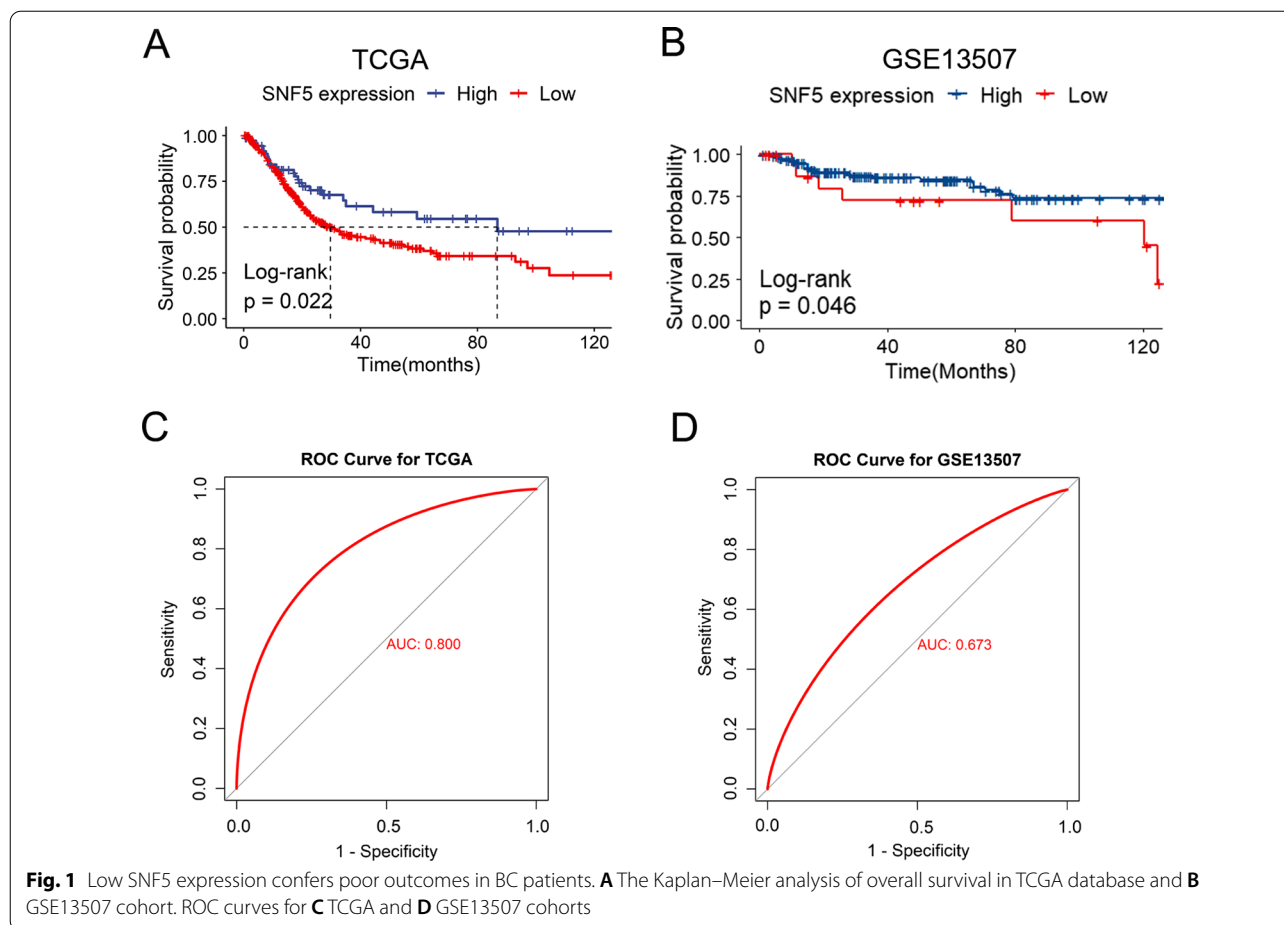 A
TCGA
SNF5 expression High Low
Survival probability
1.00
0.75
0.50
0.25
0.00
Log-rank
p = 0.022
0 40 80 120
Time(months)
B
GSE13507
SNF5 expression High Low
Survival probability
1.00
0.75
0.50
0.25
0.00
Log-rank
p = 0.046
0 40 80 120
Time(Months)
C
ROC Curve for TCGA
Sensitivity
1.0
0.8
0.6
0.4
0.2
0.0
AUC: 0.800
0.0 0.5 1.0
1 - Specificity
D
ROC Curve for GSE13507
Sensitivity
1.0
0.8
0.6
0.4
0.2
0.0
AUC: 0.673
0.0 0.5 1.0
1 - Specificity
Fig. 1 Low SNF5 expression confers poor outcomes in BC patients. A The Kaplan–Meier analysis of overall survival in TCGA database and B
GSE13507 cohort. ROC curves for C TCGA and D GSE13507 cohorts